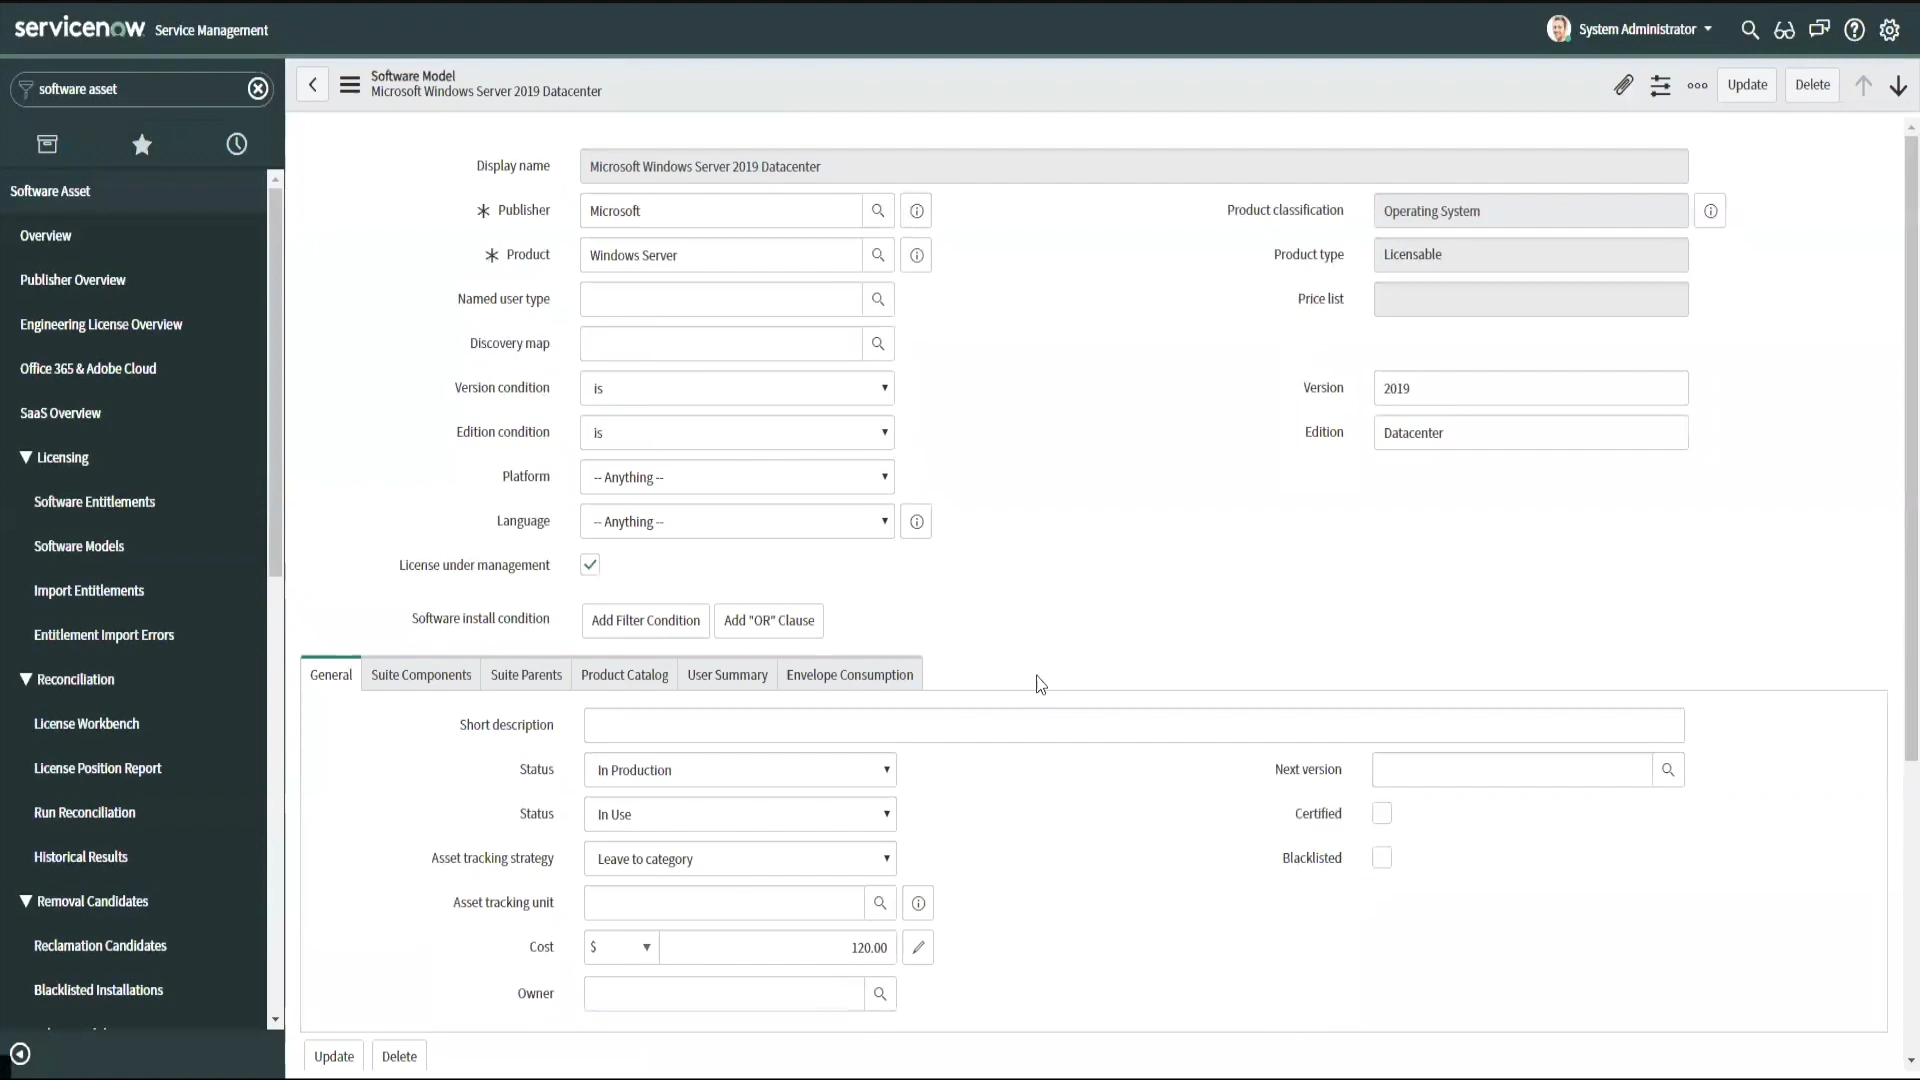 servicenow Service Management
System Administrator
software asset
Software Asset
Overview
Publisher Overview
Engineering License Overview
Office 365 & Adobe Cloud
SaaS Overview
Licensing
Software Entitlements
Software Models
Import Entitlements
Entitlement Import Errors
Reconciliation
License Workbench
License Position Report
Run Reconciliation
Historical Results
Removal Candidates
Reclamation Candidates
Blacklisted Installations
Software Model
Microsoft Windows Server 2019 Datacenter
Update Delete
Display name Microsoft Windows Server 2019 Datacenter
Publisher Microsoft Product classification Operating System
Product Windows Server Product type Licensable
Named user type Price list
Discovery map
Version condition is Version 2019
Edition condition is Edition Datacenter
Platform -- Anything --
Language -- Anything --
License under management
Software install condition Add Filter Condition Add "OR" Clause
General Suite Components Suite Parents Product Catalog User Summary Envelope Consumption
Short description
Status In Production Next version
Status In Use Certified
Asset tracking strategy Leave to category Blacklisted
Asset tracking unit
Cost $ 120.00
Owner
Update Delete